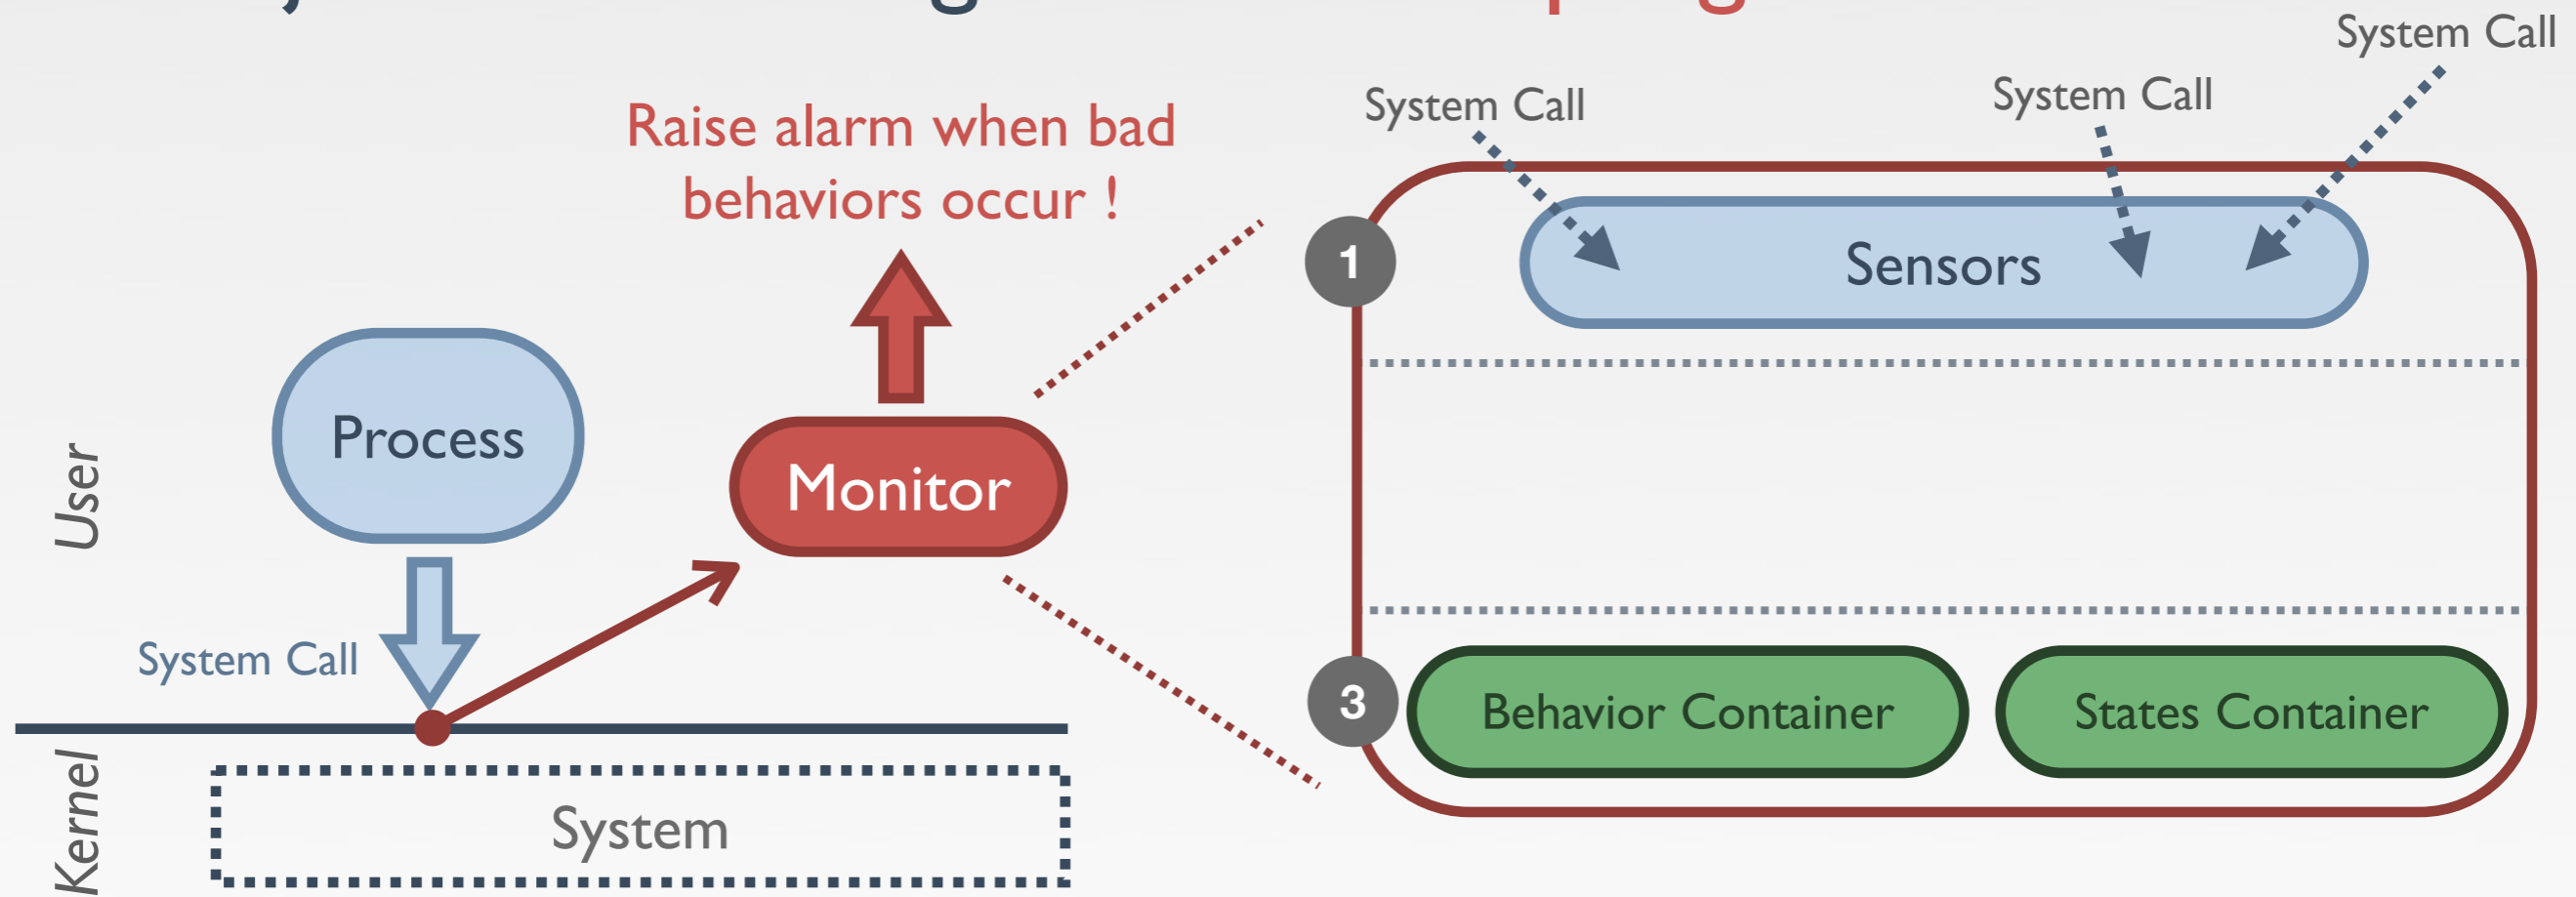 System Call
System Call
System Call
Raise alarm when bad
behaviors occur !
1
Sensors
Process
Monitor
User
System Call
3
Behavior Container
States Container
Kernel
System